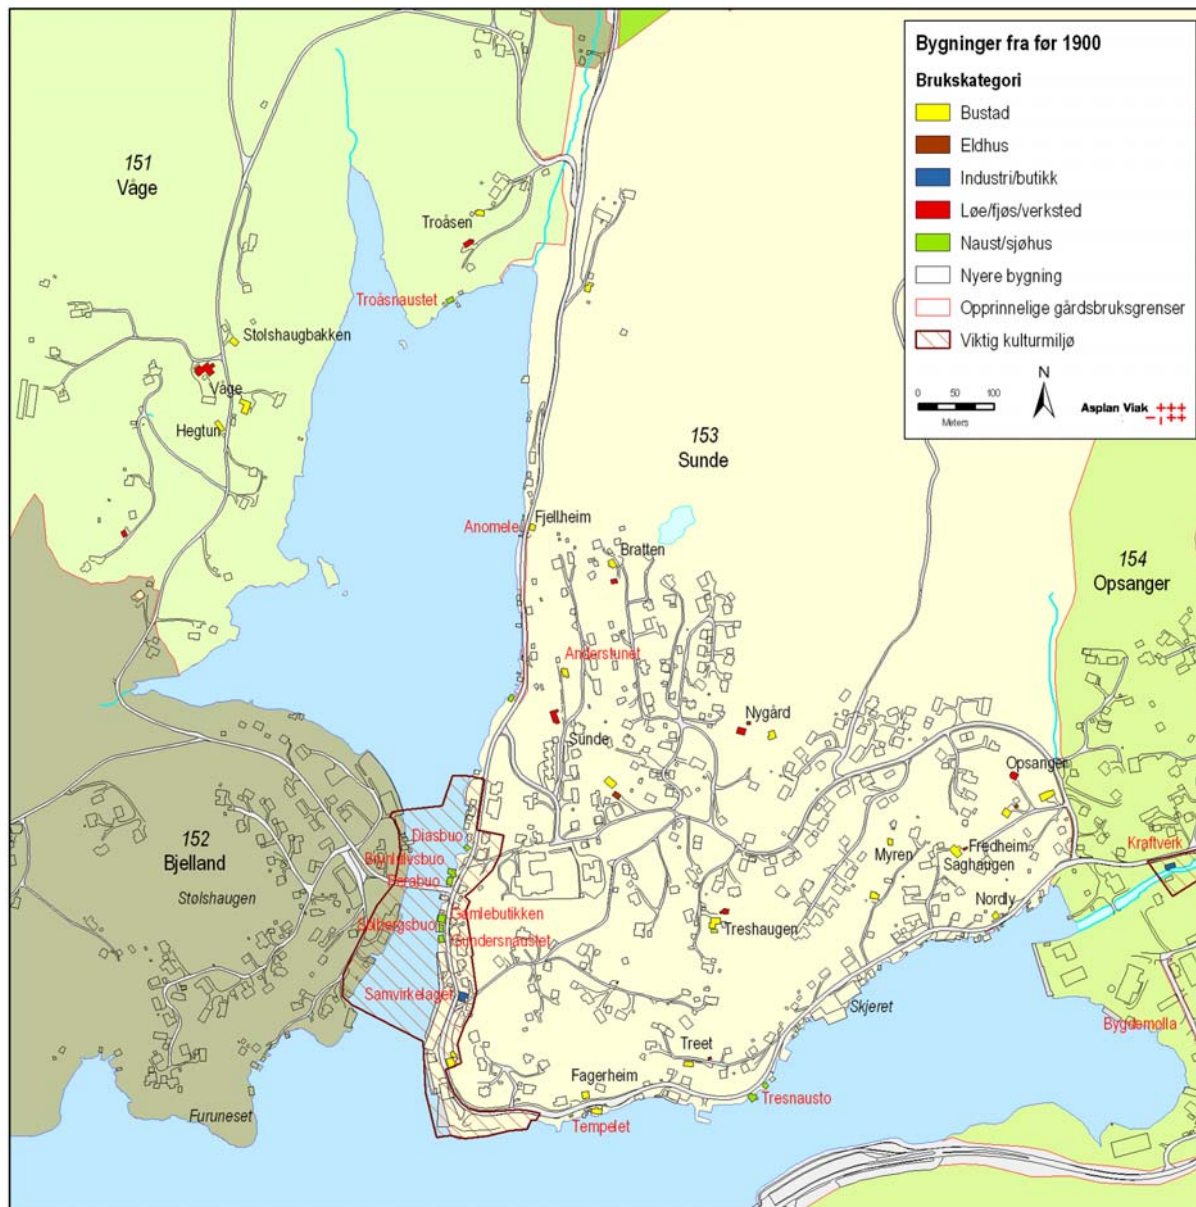 Bygninger fra før 1900
Brukskategori
Bustad
Eldhus
Industri/butikk
Løe/fjøs/verksted
Naust/sjøhus
Nyere bygning
Opprinnelige gårdsbruksgrenser
Viktig kulturmiljø
N
0 50 100
Meters
Asplan Viak
151
Våge
Troåsen
Troåsnaustet
Stølshaugbakken
Våge
Hegtun
153
Sunde
Anomele
Fjellheim
Bratten
154
Opsanger
Anderstunet
Nygård
Sunde
Opsanger
152
Bjelland
Stølshaugen
Diasbuo
Brynjulvsbuo
Berabuo
Gamlebutikken
Solbergsbuo
Gundersnaustet
Samvirkelaget
Myren
Fredheim
Saghaugen
Kraftverk
Nordly
Treshaugen
Skjeret
Bygdemolla
Treet
Fagerheim
Tresnausto
Tempelet
Furuneset